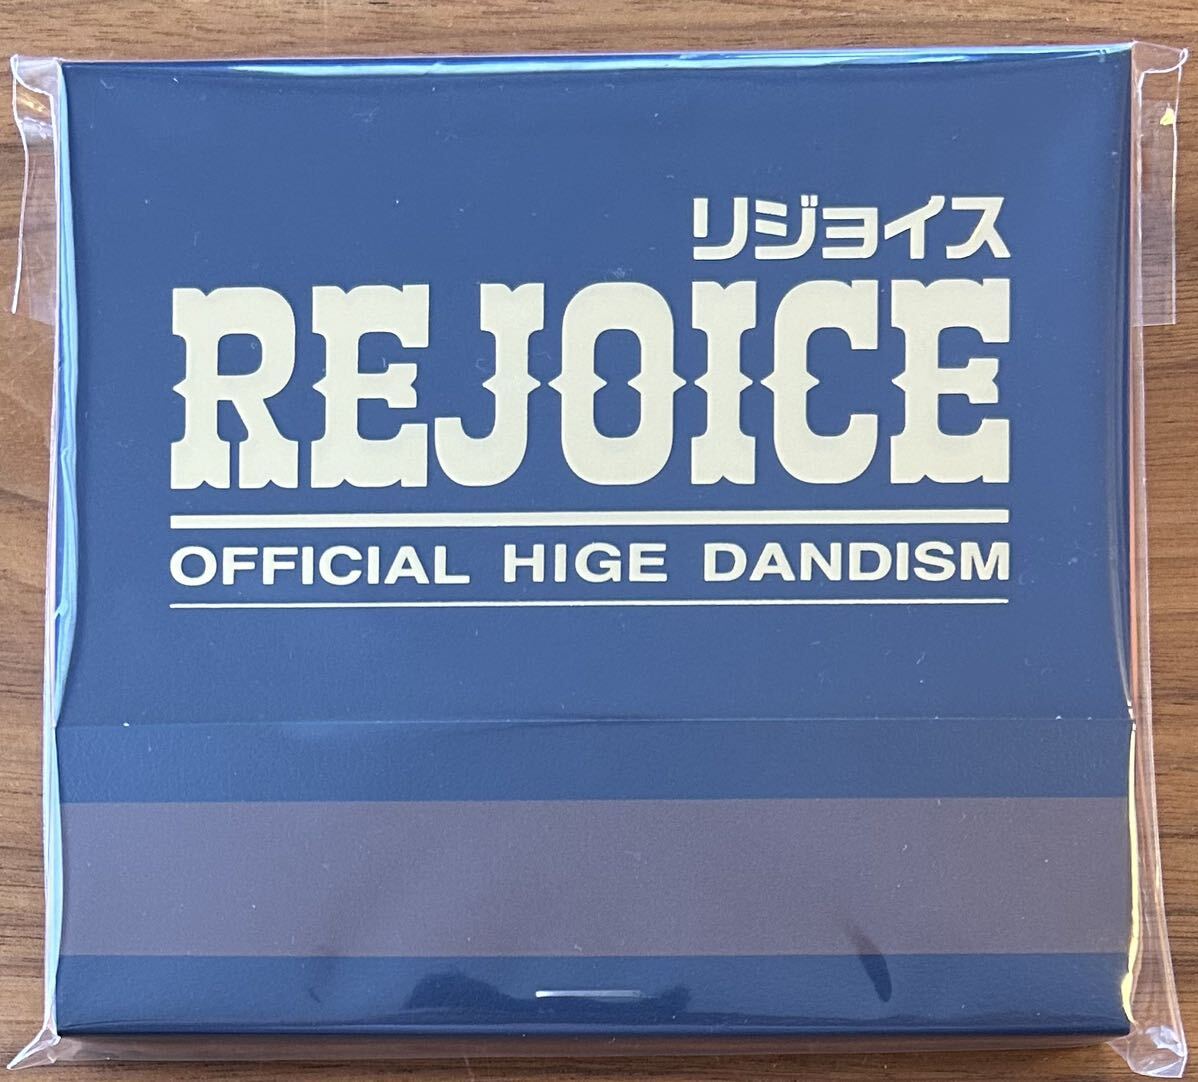 リジョイス
REJOICE
OFFICIAL HIGE DANDISM